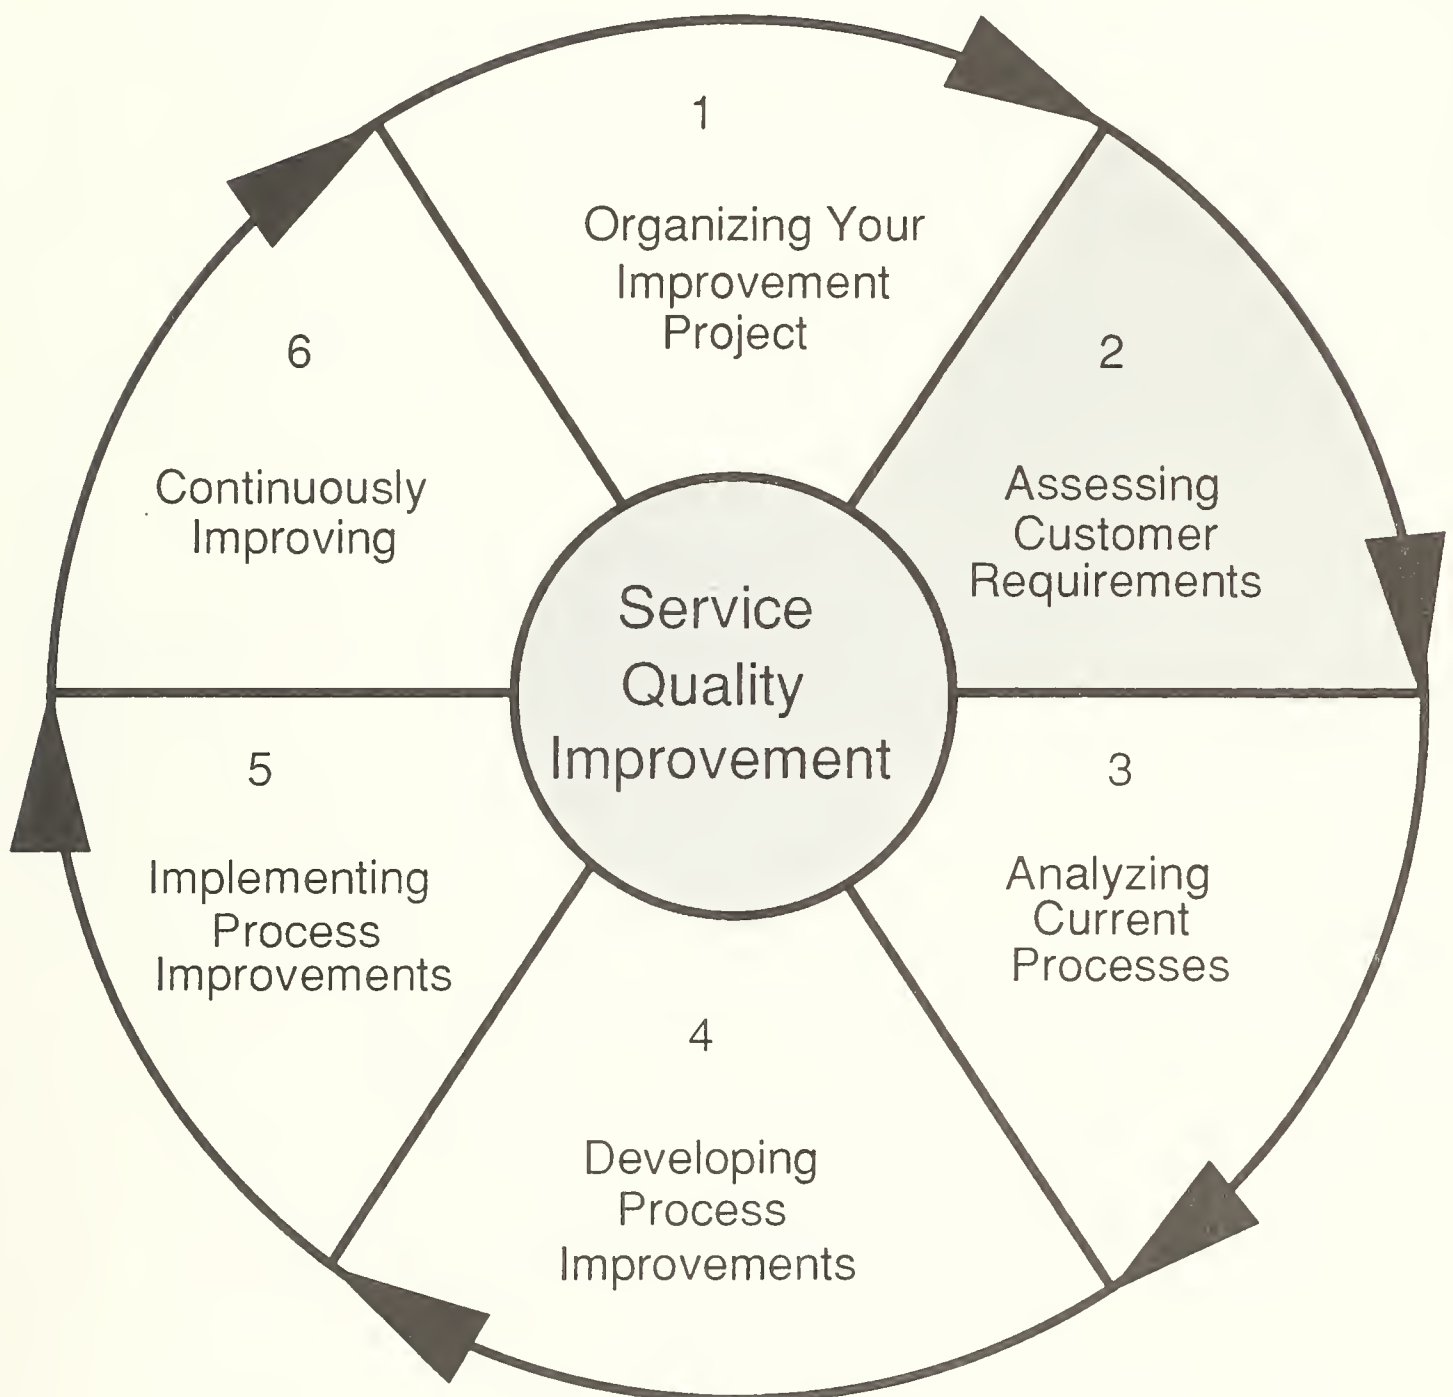 1
Organizing Your
Improvement
Project
2
Assessing
Customer
Requirements
3
Analyzing
Current
Processes
4
Developing
Process
Improvements
5
Implementing
Process
Improvements
6
Continuously
Improving
Service
Quality
Improvement